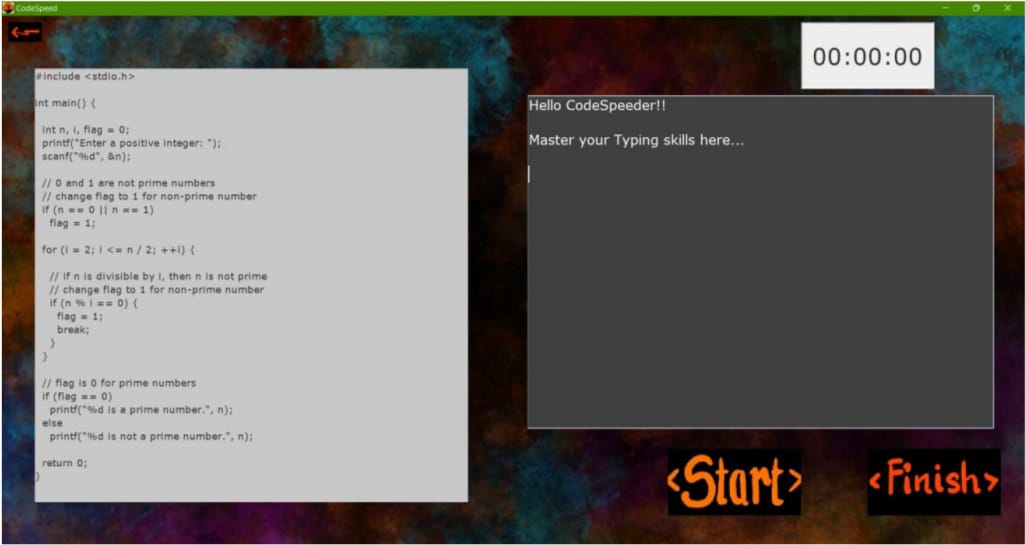 CodeSpeed
00:00:00
#include <stdio.h>
int main() {
int n, i, flag = 0;
printf("Enter a positive integer: ");
scanf("%d", &n);
// 0 and 1 are not prime numbers
// change flag to 1 for non-prime number
if (n == 0 || n == 1)
flag = 1;
for (i = 2; i <= n / 2; ++i) {
// if n is divisible by i, then n is not prime
// change flag to 1 for non-prime number
if (n % i == 0) {
flag = 1;
break;
}
}
// flag is 0 for prime numbers
if (flag == 0)
printf("%d is a prime number.", n);
else
printf("%d is not a prime number.", n);
return 0;
}
Hello CodeSpeeder!!
Master your Typing skills here...
<Start>
<Finish>